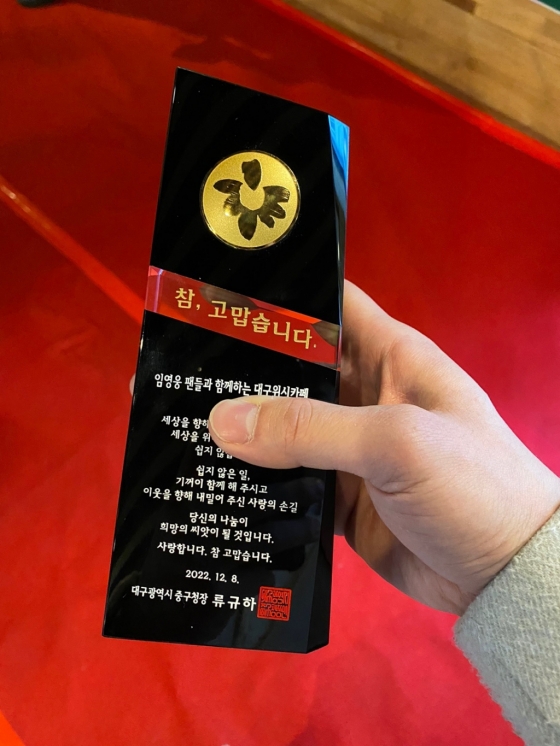 참, 고맙습니다.
임영웅 팬들과 함께하는 대구위시카페
세상을 향해
세상을 위
쉽지 않
쉽지 않은 일,
기꺼이 함께 해 주시고
이웃을 향해 내밀어 주신 사랑의 손길
당신의 나눔이
희망의 씨앗이 될 것입니다.
사랑합니다. 참 고맙습니다.
2022. 12. 8.
대구광역시 중구청장 류규하